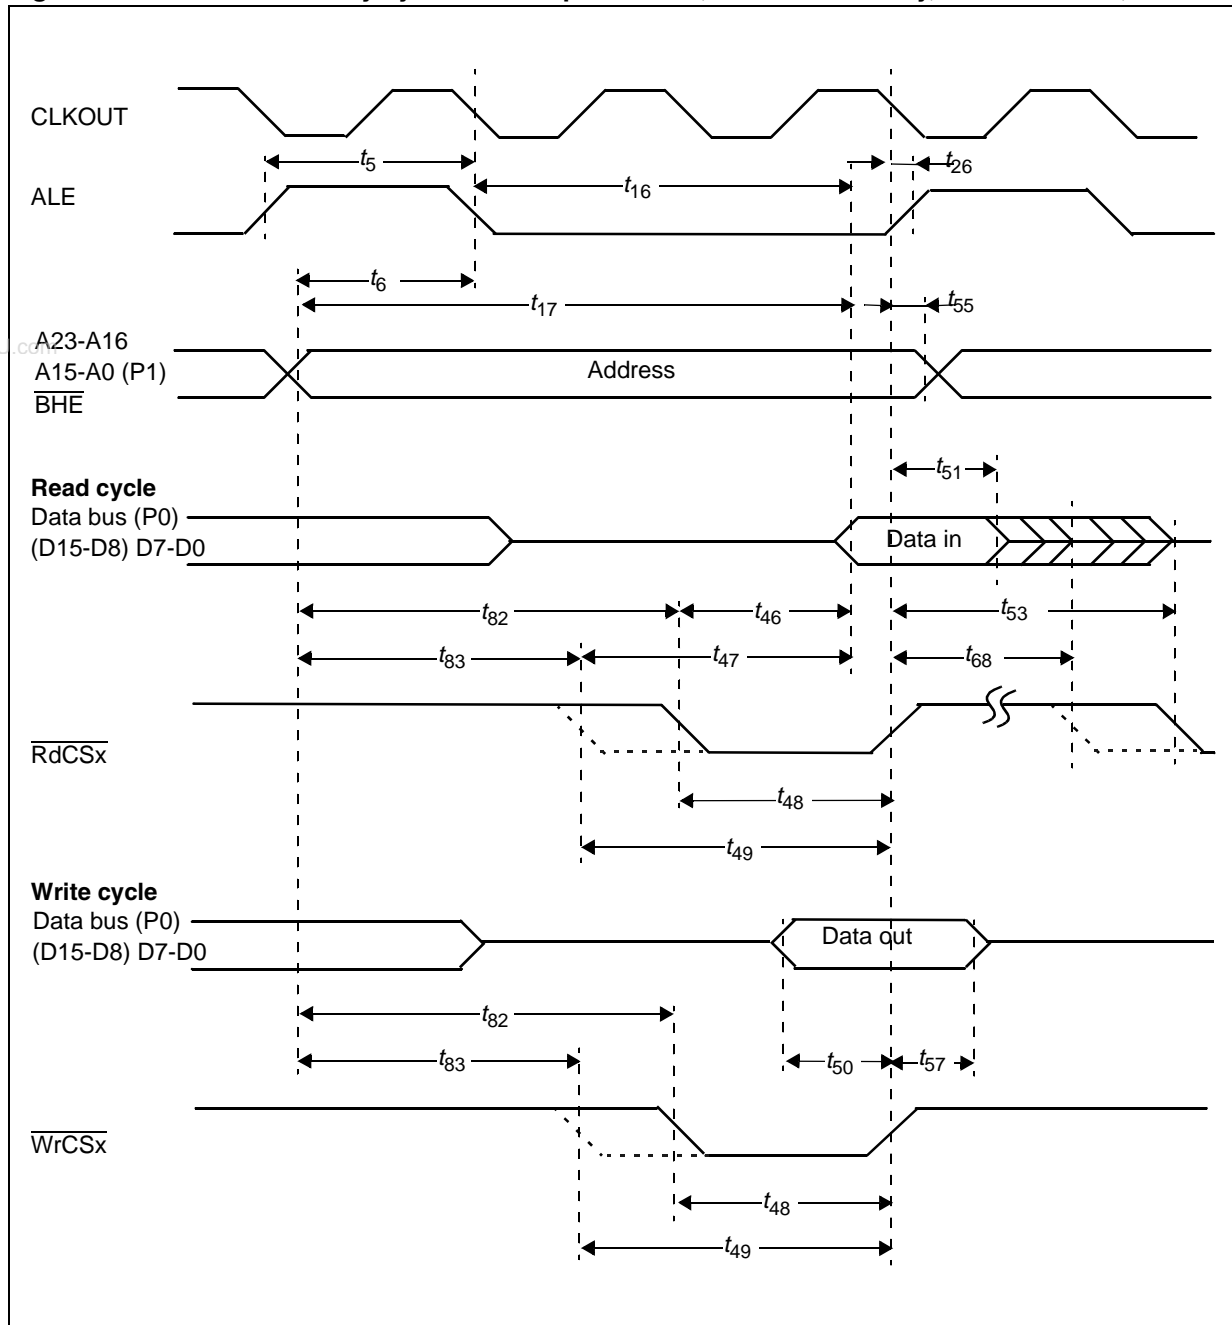 CLKOUT
t5
t26
ALE
t16
t6
t17
t55
A23-A16
A15-A0 (P1)
Address
BHE
t51
Read cycle
Data bus (P0)
(D15-D8) D7-D0
Data in
t82
t46
t53
t83
t47
t68
RdCSx
t48
t49
Write cycle
Data bus (P0)
(D15-D8) D7-D0
Data out
t82
t83
t50
t57
WrCSx
t48
t49